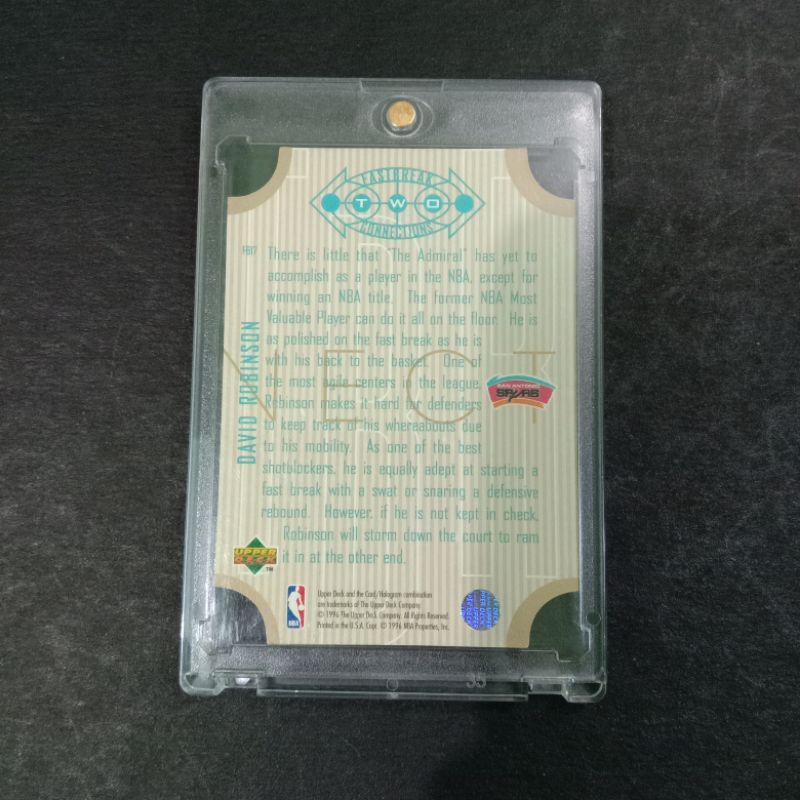 FASTBREAK
TWO
CONNECTIONS
FB17
DAVID ROBINSON
There is little that "The Admiral" has yet to
accomplish as a player in the NBA, except for
winning an NBA title. The former NBA Most
Valuable Player can do it all on the floor. He is
as polished on the fast break as he is
with his back to the basket. One of
the most agile centers in the league,
Robinson makes it hard for defenders
to keep track of his whereabouts due
to his mobility. As one of the best
shotblockers, he is equally adept at starting a
fast break with a swat or snaring a defensive
rebound. However, if he is not kept in check,
Robinson will storm down the court to ram
it in at the other end.
NECT
SAN ANTONIO
SPURS
UPPER
DECK
TM
NBA
Upper Deck and the Card/Hologram combination
are trademarks of The Upper Deck Company.
© 1996 The Upper Deck Company. All Rights Reserved.
Printed in the U.S.A. Copr. © 1996 NBA Properties, Inc.